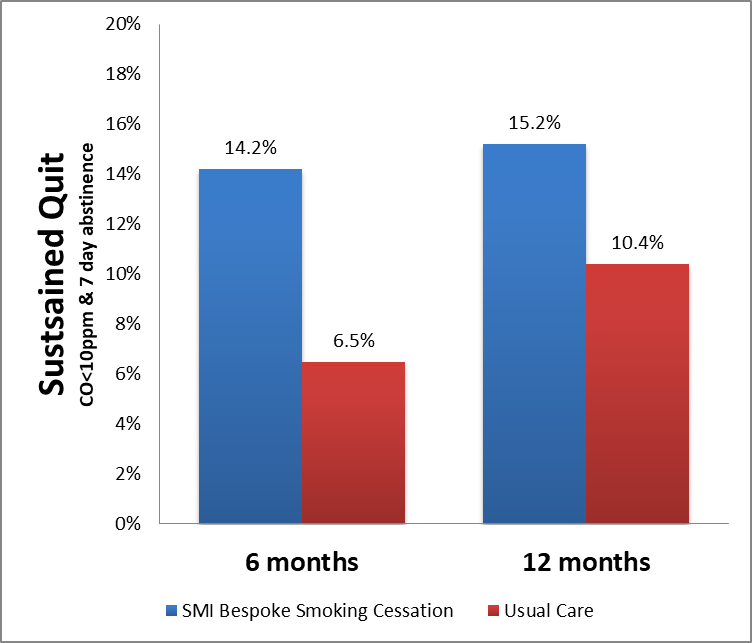 20%
18%
16%
14%
12%
10%
8%
6%
4%
2%
0%
Sustsained Quit
CO<10ppm & 7 day abstinence
14.2%
6.5%
15.2%
10.4%
6 months
12 months
SMI Bespoke Smoking Cessation
Usual Care